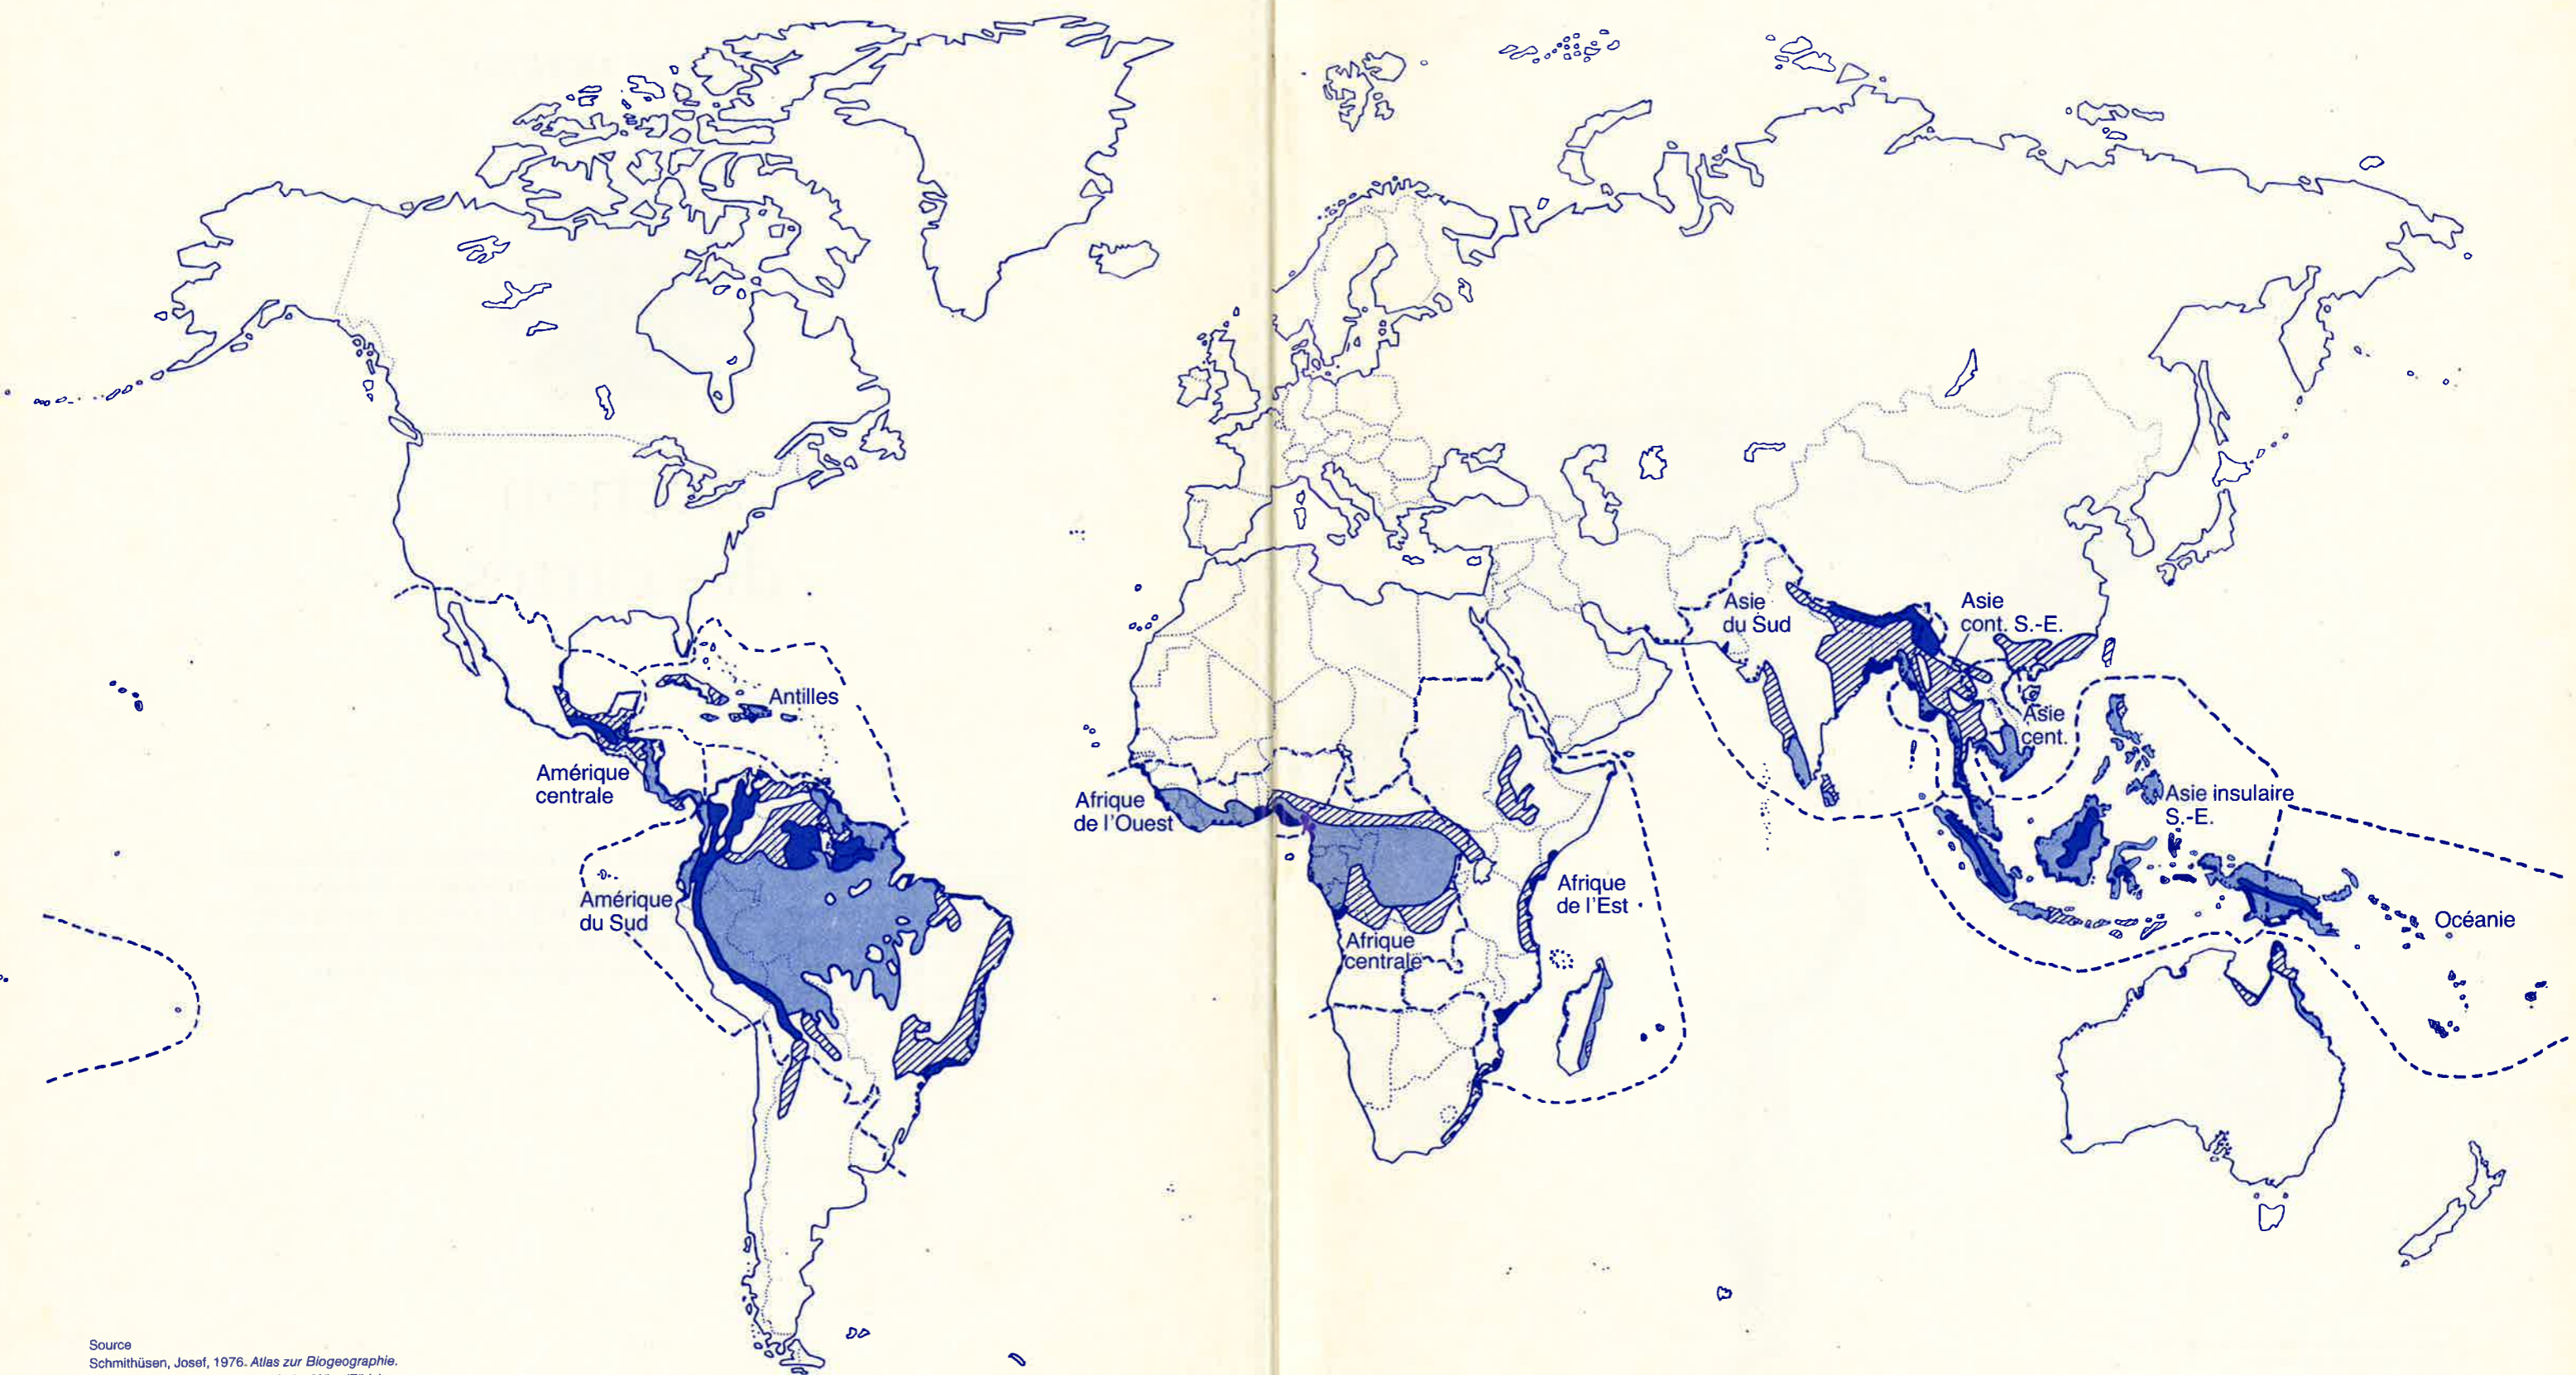 Asie
du Sud
Asie
cont. S.-E.
Antilles
Asie
cent.
Amérique
centrale
Afrique
de l'Ouest
Asie insulaire
S.-E.
Amérique
du Sud
Afrique
de l'Est
Océanie
Afrique
centrale
Source
Schmithüsen, Josef, 1976. Atlas zur Biogeographie.